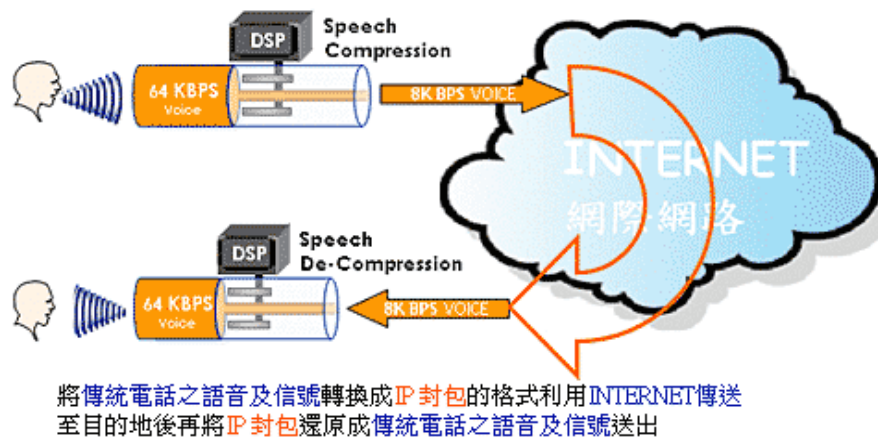 DSP
Speech
Compression
64 KBPS
Voice
8K BPS VOICE
INTERNET
網際網路
DSP
Speech
De-Compression
64 KBPS
Voice
8K BPS VOICE
將傳統電話之語音及信號轉換成IP封包的格式利用INTERNET傳送
至目的地後再將IP封包還原成傳統電話之語音及信號送出